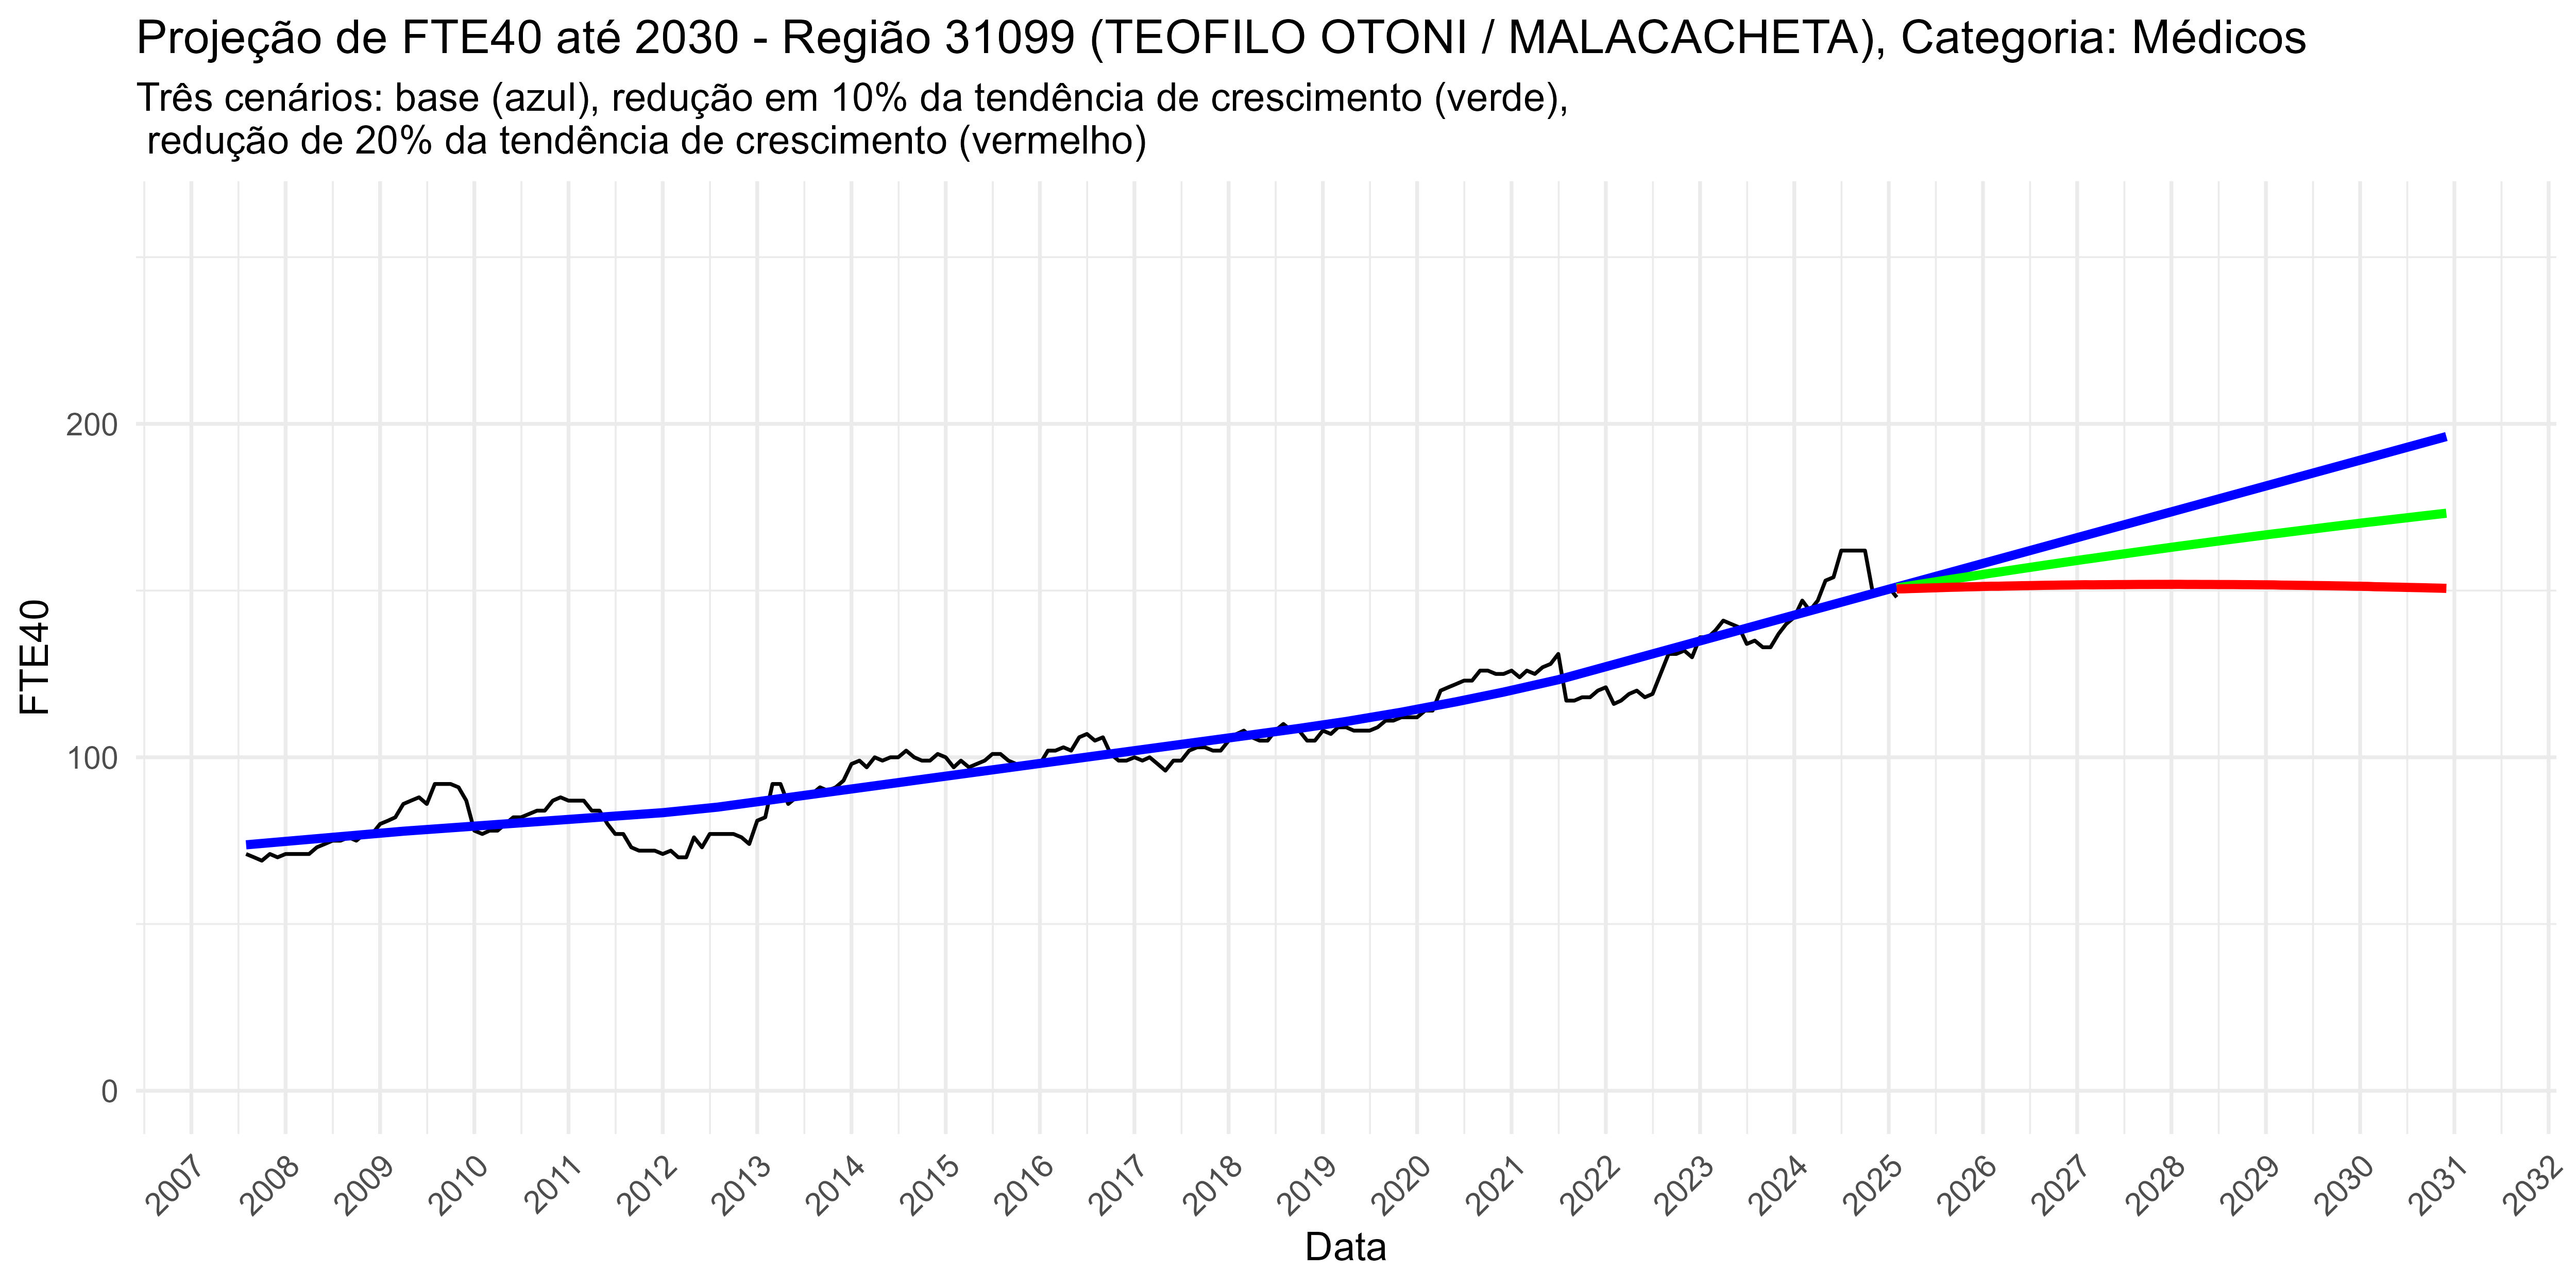 Projeção de FTE40 até 2030 - Região 31099 (TEOFILO OTONI / MALACACHETA), Categoria: Médicos
Três cenários: base (azul), redução em 10% da tendência de crescimento (verde),
redução de 20% da tendência de crescimento (vermelho)
FTE40
200
100
0
2007 2008 2009 2010 2011 2012 2013 2014 2015 2016 2017 2018 2019 2020 2021 2022 2023 2024 2025 2026 2027 2028 2029 2030 2031 2032
Data